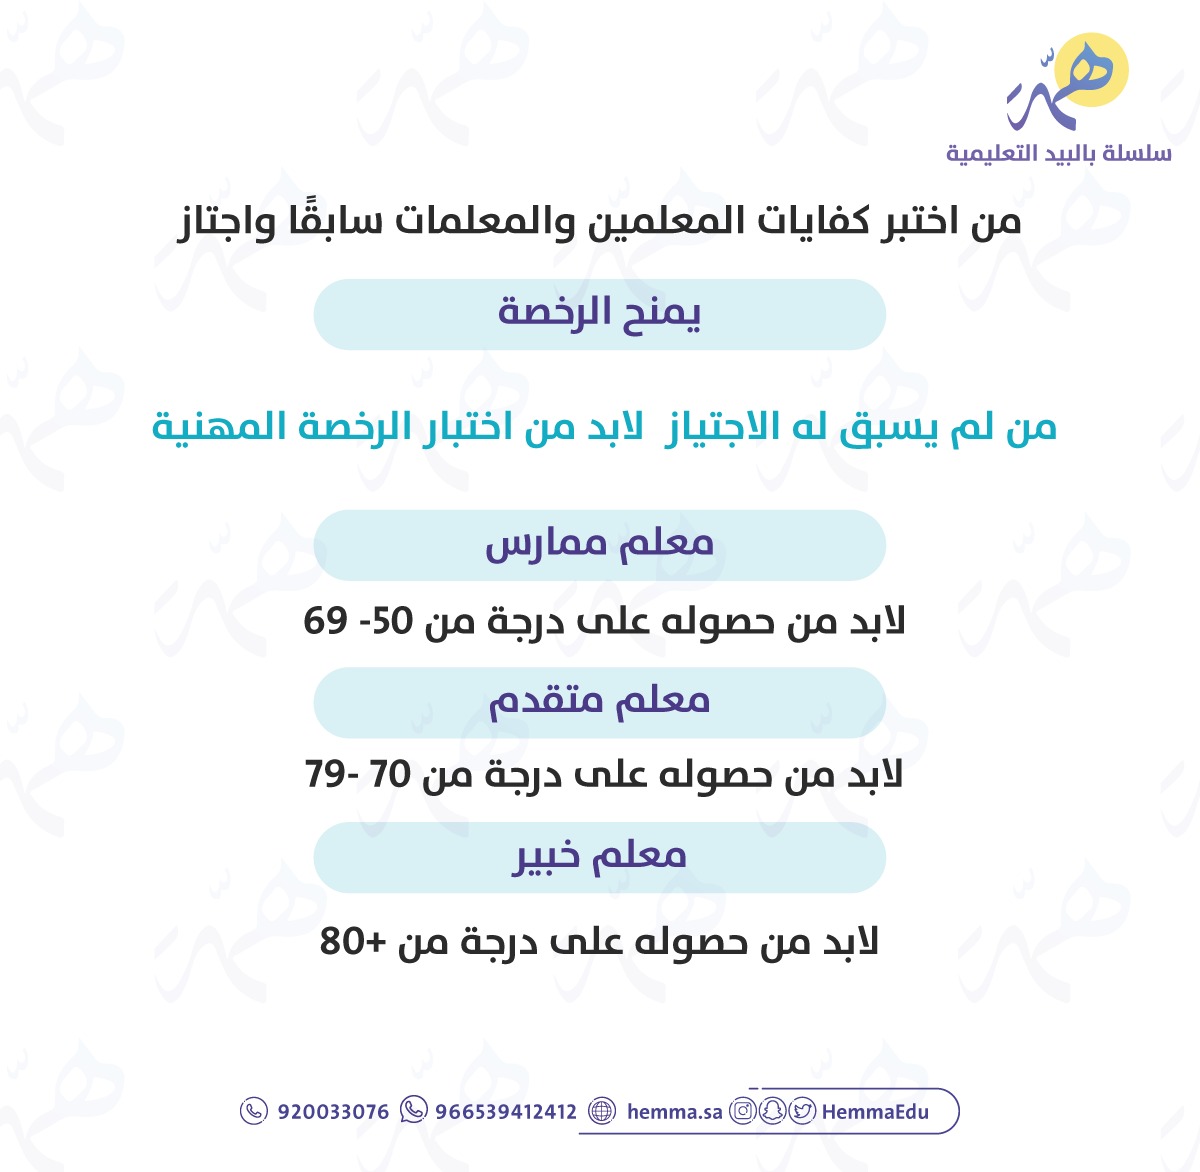 همّة
سلسلة بالبيد التعليمية
من اختبر كفايات المعلمين والمعلمات سابقًا واجتاز
يمنح الرخصة
من لم يسبق له الاجتياز لابد من اختبار الرخصة المهنية
معلم ممارس
لابد من حصوله على درجة من 50- 69
معلم متقدم
لابد من حصوله على درجة من 70 -79
معلم خبير
لابد من حصوله على درجة من +80
920033076 966539412412 hemma.sa HemmaEdu